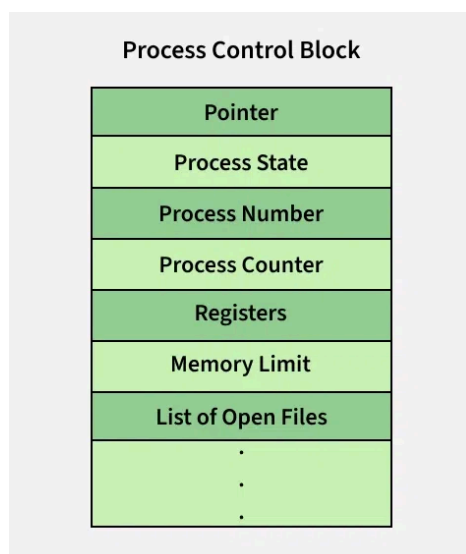 Process Control Block
Pointer
Process State
Process Number
Process Counter
Registers
Memory Limit
List of Open Files
.
.
.